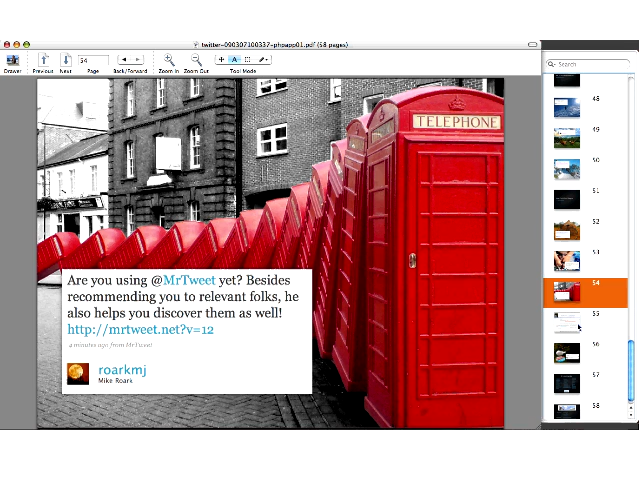 twitter-090307100337-phpapp01.pdf (58 pages)
54
Drawer
Previous
Next
Page
Back/Forward
Zoom In
Zoom Out
Tool Mode
A
Search
TELEPHONE
Are you using @MrTweet yet? Besides
recommending you to relevant folks, he
also helps you discover them as well!
http://mrtweet.net?v=12
2 minutes ago from MrTweet
roarkmj
Mike Roark
48
49
50
51
52
53
54
55
56
57
58